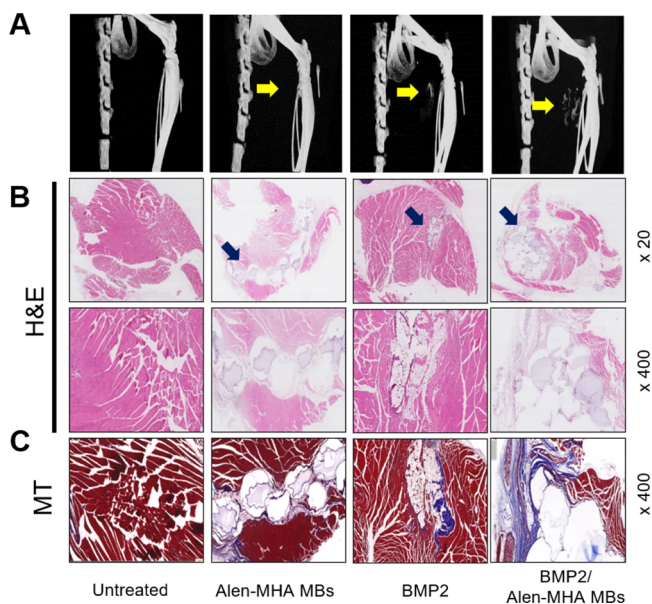 A
B
H&E
x 20
x 400
C
MT
x 400
Untreated
Alen-MHA MBs
BMP2
BMP2/
Alen-MHA MBs